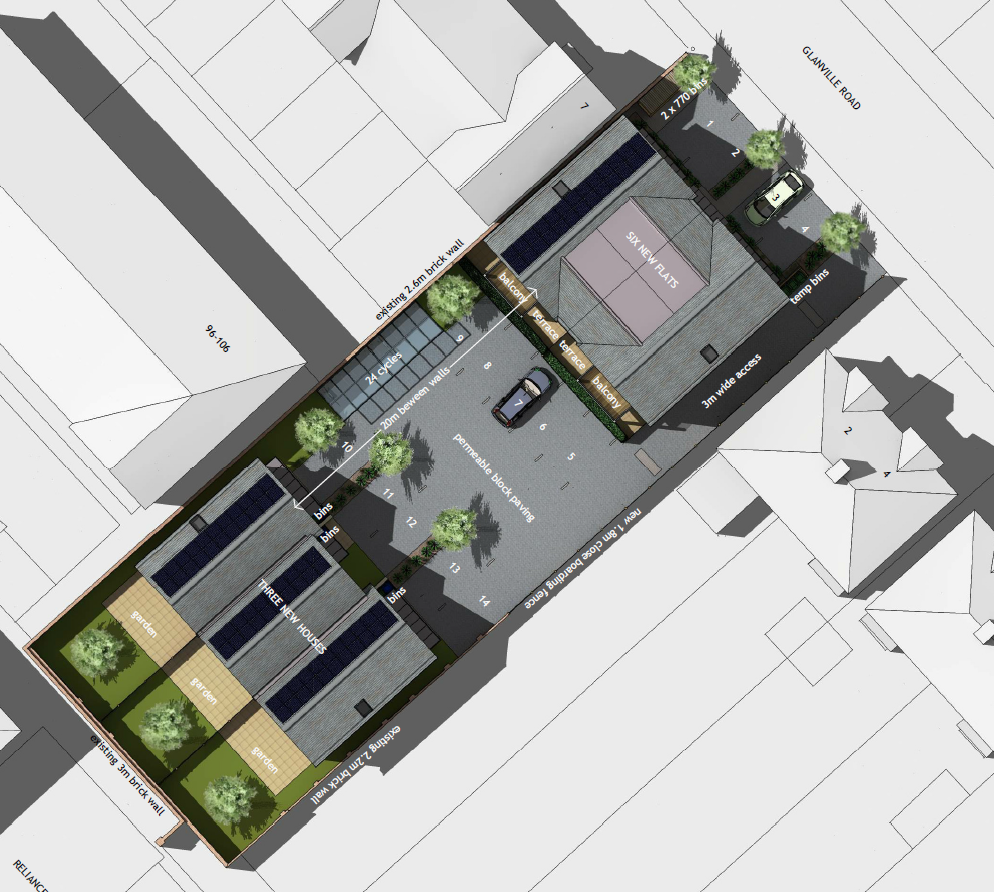 GLANVILLE ROAD
7
2 x 770 bins
1
2
3
4
SIX NEW FLATS
temp bins
existing 2.6m brick wall
balcony
terrace
terrace
balcony
96-106
24 cycles
9
8
7
6
5
20m beween walls
3m wide access
2
4
permeable block paving
10
11
12
13
14
bins
bins
bins
new 1.8m close boarding fence
THREE NEW HOUSES
garden
garden
garden
existing 2.2m brick wall
existing 3m brick wall
RELIANCE